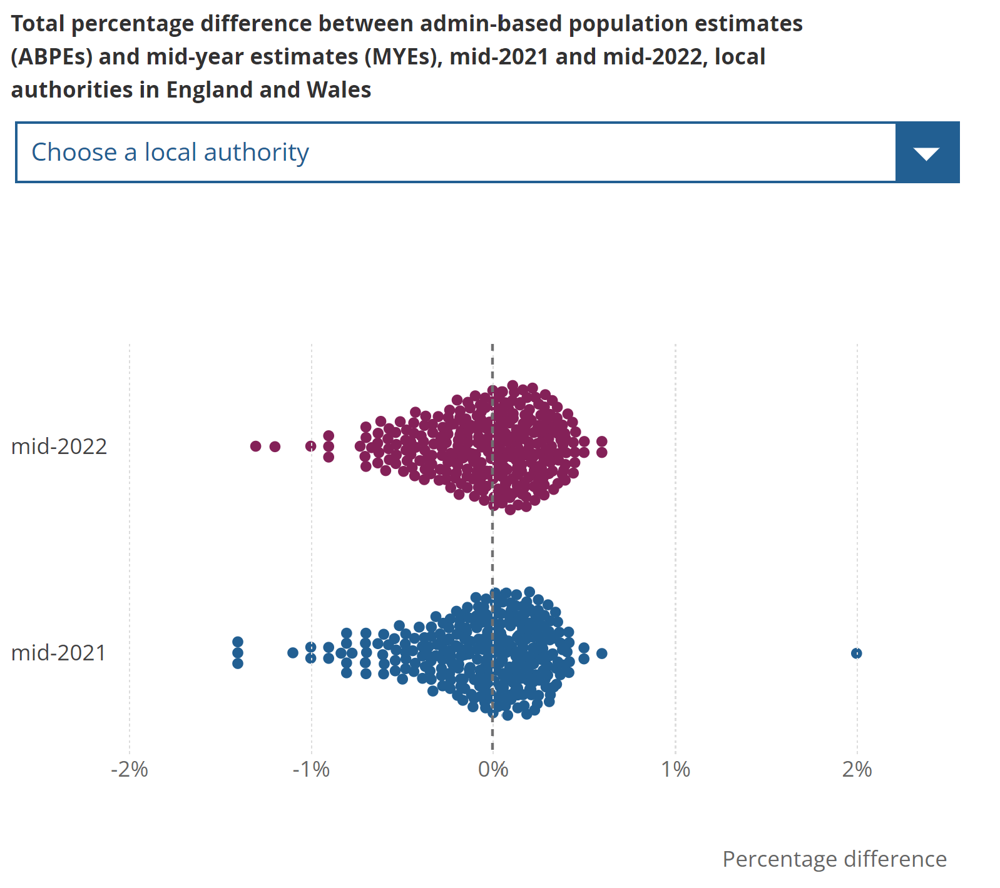 Total percentage difference between admin-based population estimates
(ABPEs) and mid-year estimates (MYEs), mid-2021 and mid-2022, local
authorities in England and Wales
Choose a local authority
mid-2022
mid-2021
-2% -1% 0% 1% 2%
Percentage difference